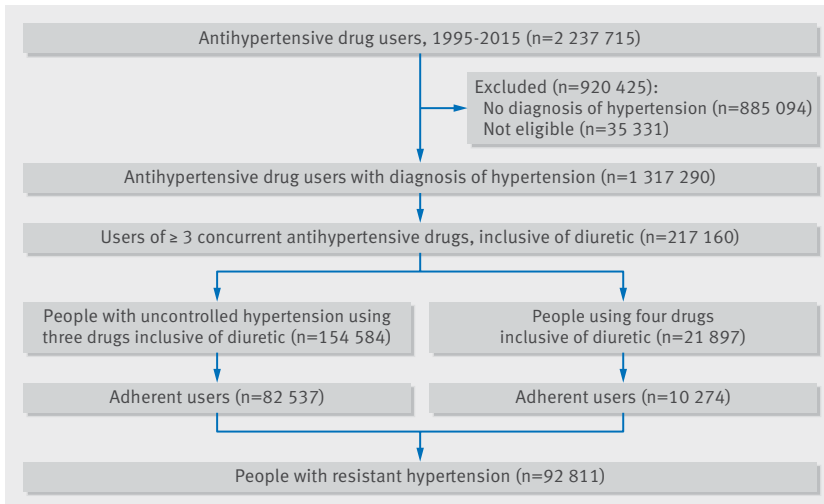 Antihypertensive drug users, 1995-2015 (n=2 237 715)
Excluded (n=920 425):
No diagnosis of hypertension (n=885 094)
Not eligible (n=35 331)
Antihypertensive drug users with diagnosis of hypertension (n=1 317 290)
Users of ≥ 3 concurrent antihypertensive drugs, inclusive of diuretic (n=217 160)
People with uncontrolled hypertension using
three drugs inclusive of diuretic (n=154 584)
People using four drugs
inclusive of diuretic (n=21 897)
Adherent users (n=82 537)
Adherent users (n=10 274)
People with resistant hypertension (n=92 811)